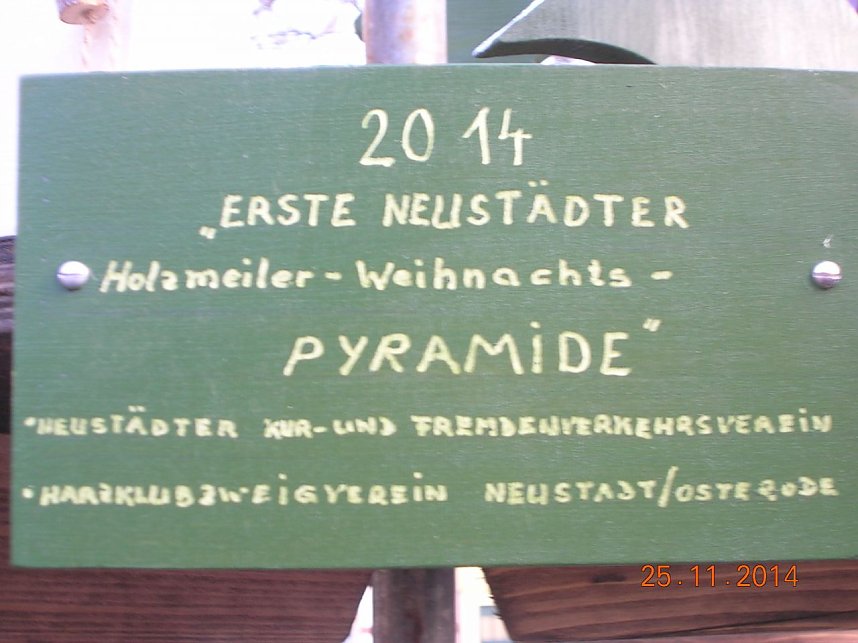 2014
„ERSTE NEUSTÄDTER
Holzmeiler-Weihnachts-
PYRAMIDE"
•NEUSTÄDTER KUR-UND FREMDENVERKEHRSVEREIN
•HARZKLUBZWEIGVEREIN NEUSTADT/OSTERODE
25.11.2014